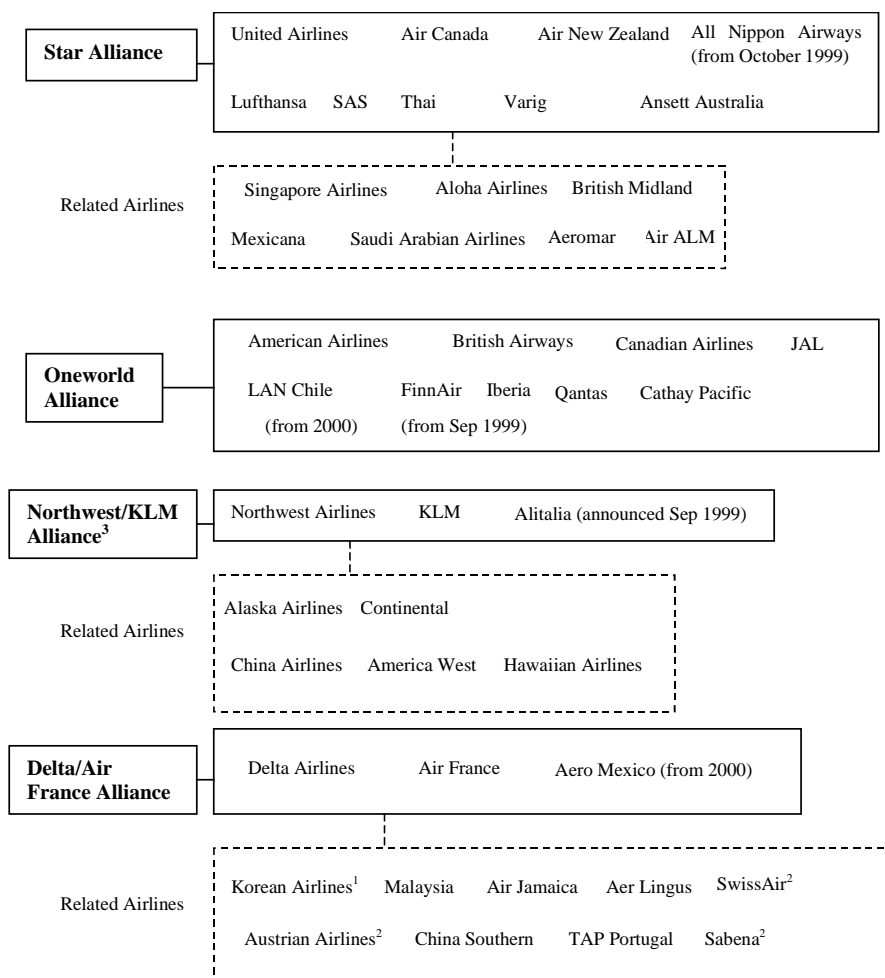 Star Alliance
United Airlines Air Canada Air New Zealand All Nippon Airways
(from October 1999)
Lufthansa SAS Thai Varig Ansett Australia
Related Airlines
Singapore Airlines Aloha Airlines British Midland
Mexicana Saudi Arabian Airlines Aeromar Air ALM
Oneworld
Alliance
American Airlines British Airways Canadian Airlines JAL
LAN Chile FinnAir Iberia Qantas Cathay Pacific
(from 2000) (from Sep 1999)
Northwest/KLM
Alliance³
Northwest Airlines KLM Alitalia (announced Sep 1999)
Related Airlines
Alaska Airlines Continental
China Airlines America West Hawaiian Airlines
Delta/Air
France Alliance
Delta Airlines Air France Aero Mexico (from 2000)
Related Airlines
Korean Airlines¹ Malaysia Air Jamaica Aer Lingus SwissAir²
Austrian Airlines² China Southern TAP Portugal Sabena²